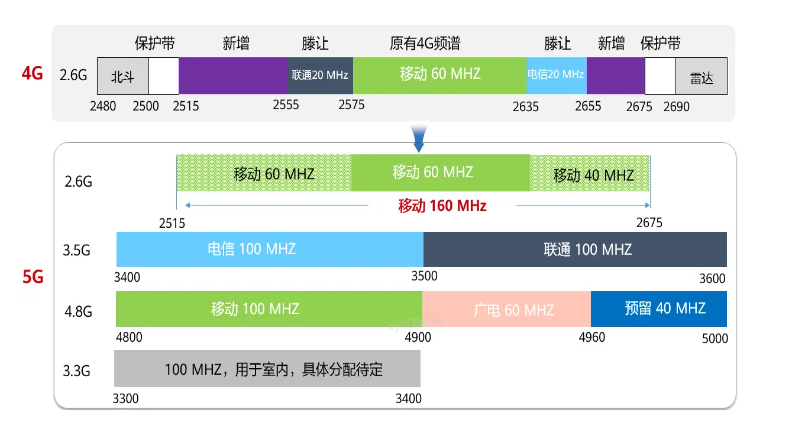 保护带 新增 腾让 原有4G频谱 腾让 新增 保护带
4G 2.6G 北斗 联通20 MHz 移动 60 MHZ 电信20 MHz 雷达
2480 2500 2515 2555 2575 2635 2655 2675 2690
2.6G 移动 60 MHZ 移动 60 MHZ 移动 40 MHZ
移动 160 MHz
2515 2675
3.5G 电信 100 MHZ 联通 100 MHZ
5G
3400 3500 3600
4.8G 移动 100 MHZ 广电 60 MHZ 预留 40 MHZ
4800 4900 4960 5000
3.3G 100 MHZ，用于室内，具体分配待定
3300 3400